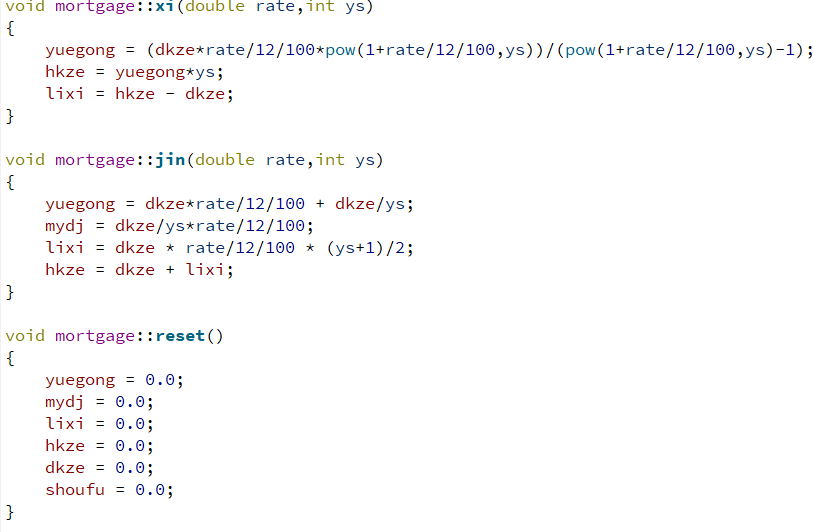 void mortgage::xi(double rate,int ys)
{
    yuegong = (dkze*rate/12/100*pow(1+rate/12/100,ys))/(pow(1+rate/12/100,ys)-1);
    hkze = yuegong*ys;
    lixi = hkze - dkze;
}

void mortgage::jin(double rate,int ys)
{
    yuegong = dkze*rate/12/100 + dkze/ys;
    mydj = dkze/ys*rate/12/100;
    lixi = dkze * rate/12/100 * (ys+1)/2;
    hkze = dkze + lixi;
}

void mortgage::reset()
{
    yuegong = 0.0;
    mydj = 0.0;
    lixi = 0.0;
    hkze = 0.0;
    dkze = 0.0;
    shoufu = 0.0;
}